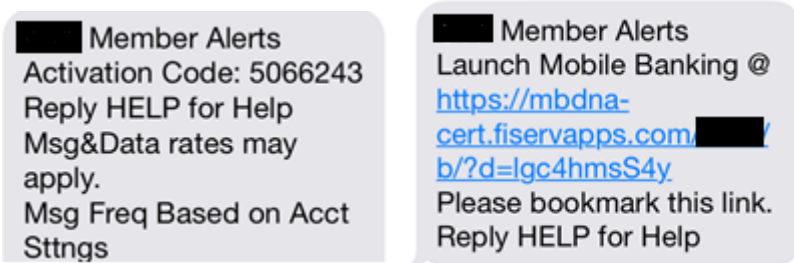 Member Alerts
Activation Code: 5066243
Reply HELP for Help
Msg&Data rates may
apply.
Msg Freq Based on Acct
Sttngs
Member Alerts
Launch Mobile Banking @
https://mbdna-
cert.fiservapps.com/ /
b/?d=lgc4hmsS4y
Please bookmark this link.
Reply HELP for Help